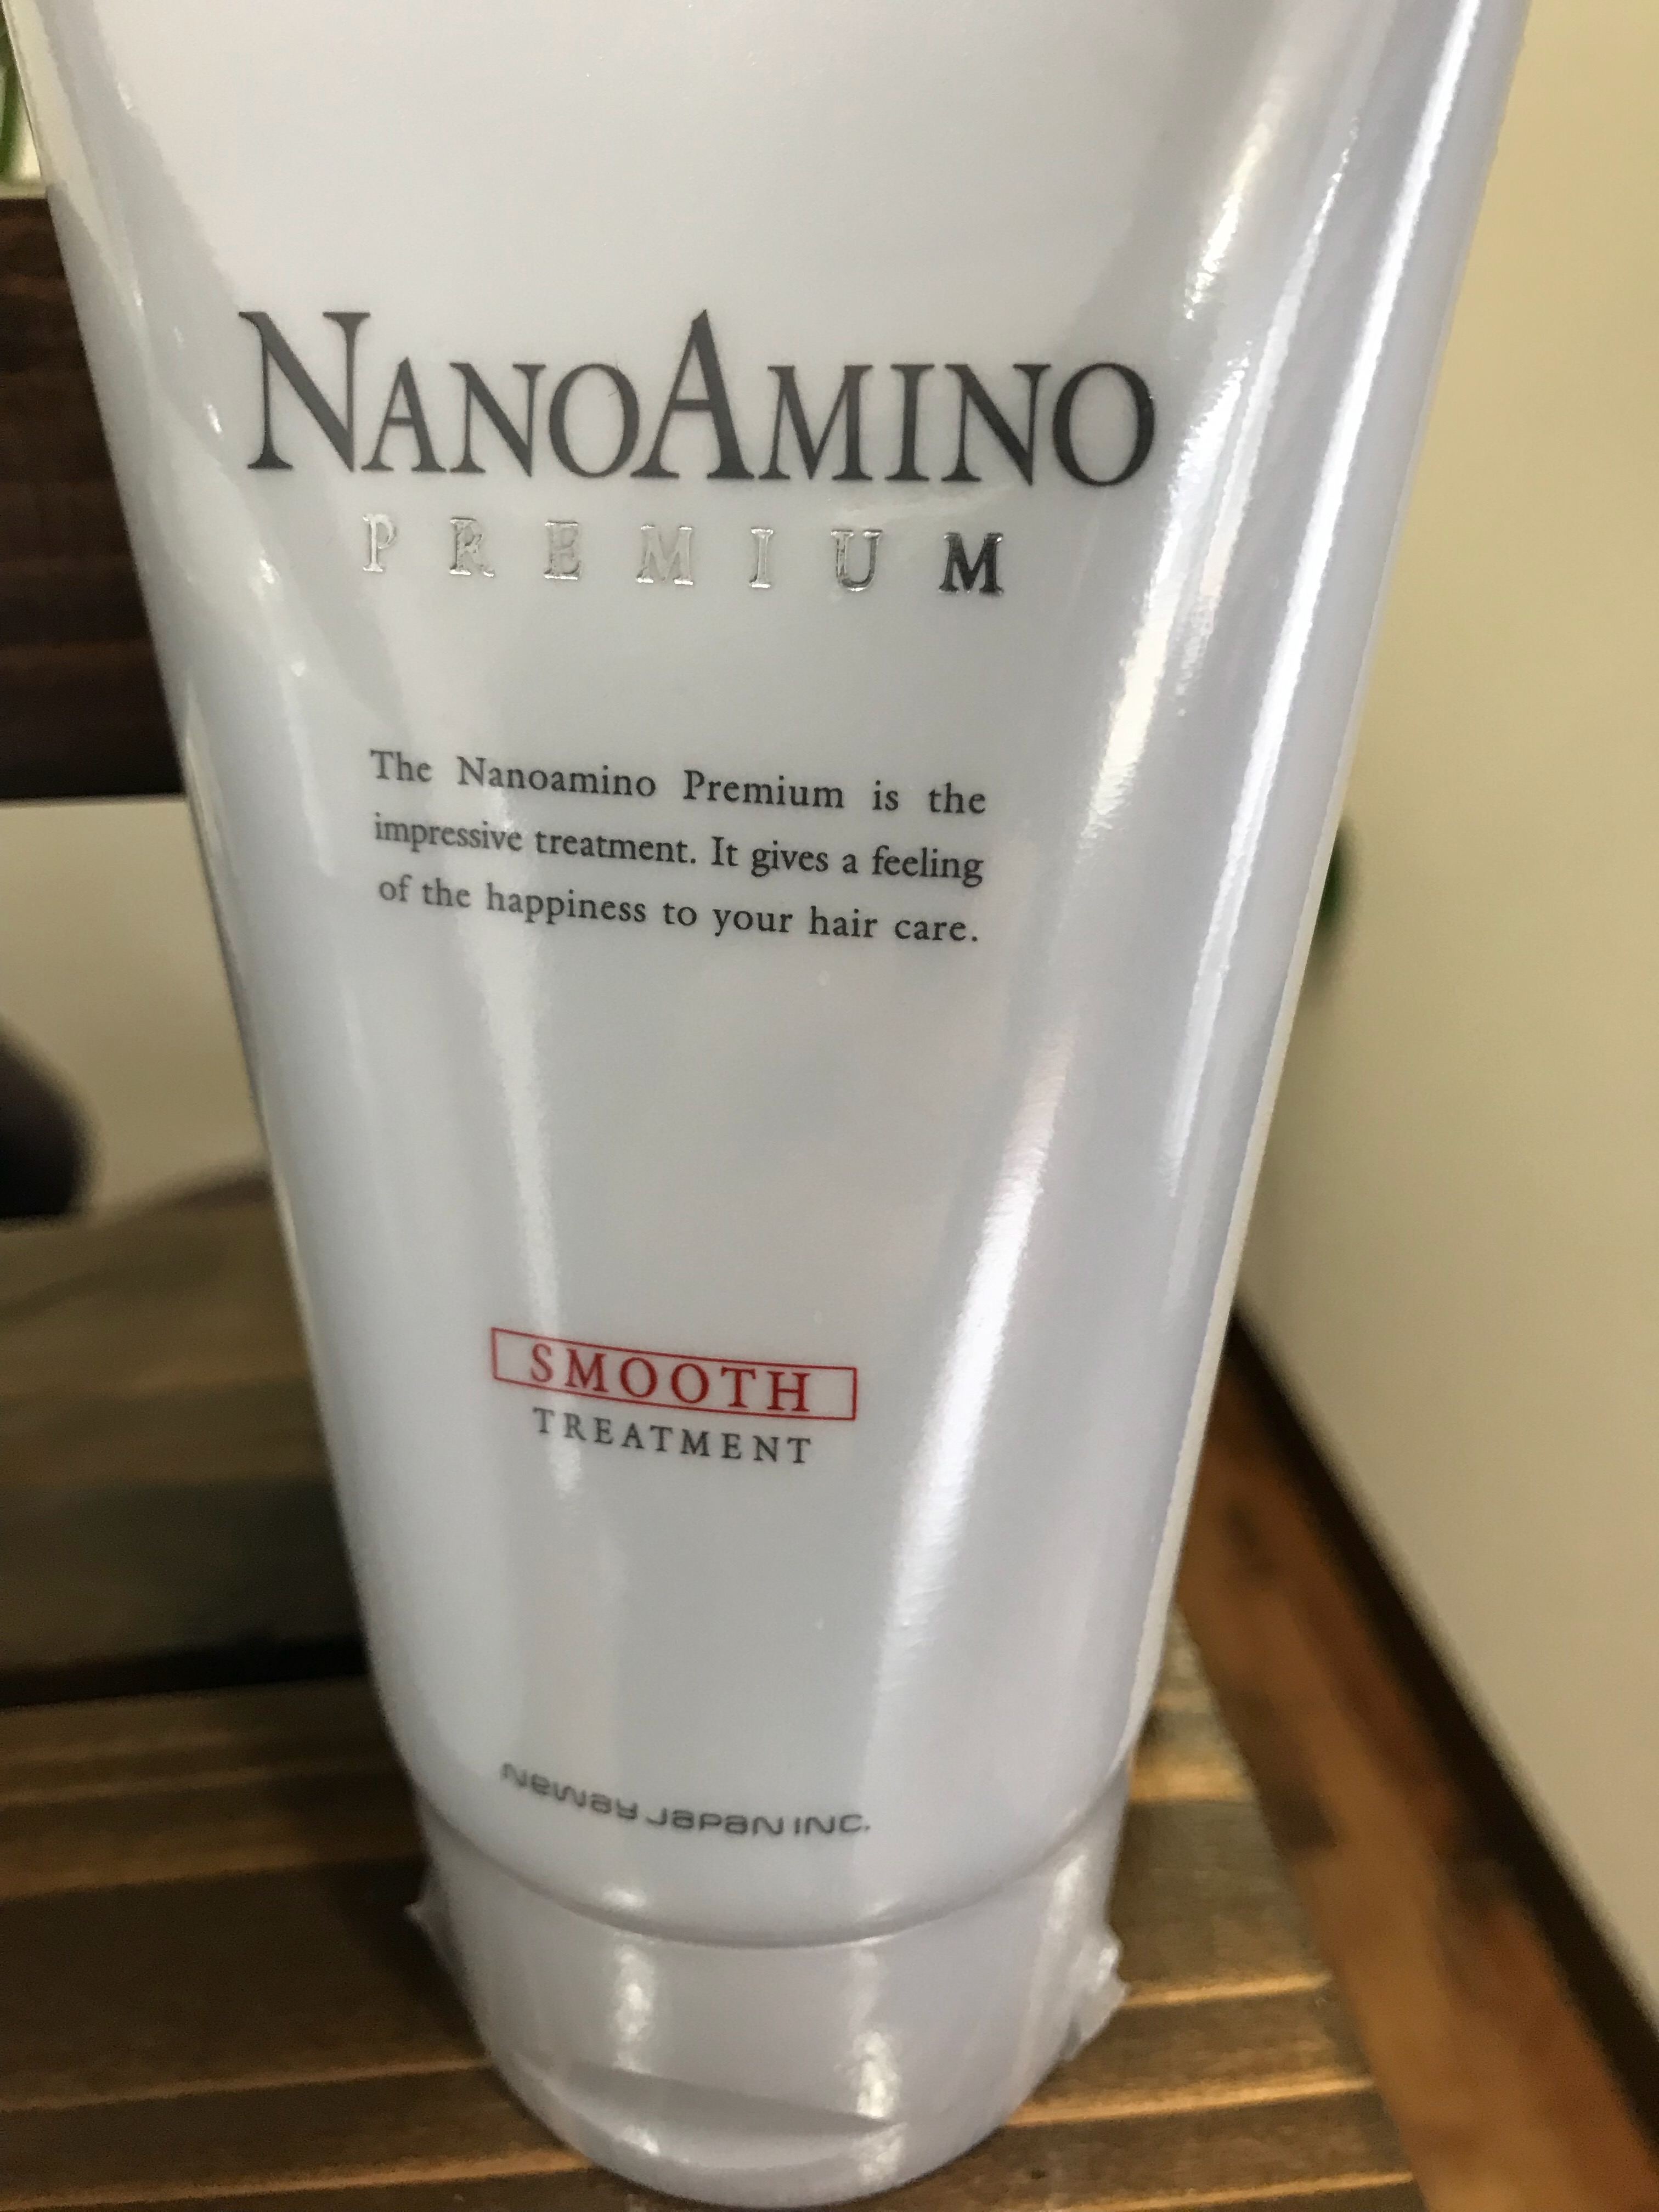 NANOAMINO
PREMIUM
The Nanoamino Premium is the
impressive treatment. It gives a feeling
of the happiness to your hair care.
SMOOTH
TREATMENT
NEWAY JAPAN INC.